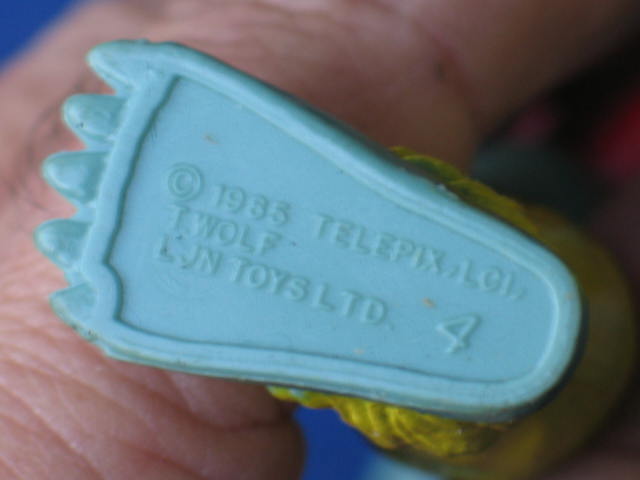 © 1985 TELEPIX, LCI,
T.WOLF
LJN TOYS LTD.
4